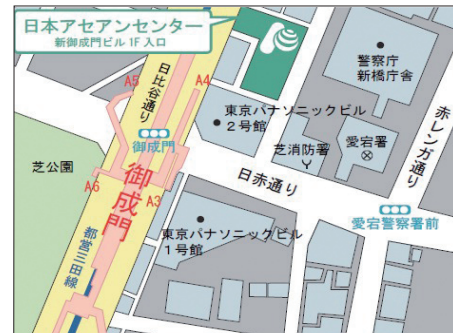 日本アセアンセンター
新御成門ビル 1F 入口
警察庁
新橋庁舎
A5
A4
日比谷通り
東京パナソニックビル
2号館
芝消防署
愛宕署
赤レンガ通り
御成門
芝公園
A6
A3
御成門
日赤通り
愛宕警察署前
都営三田線
東京パナソニックビル
1号館